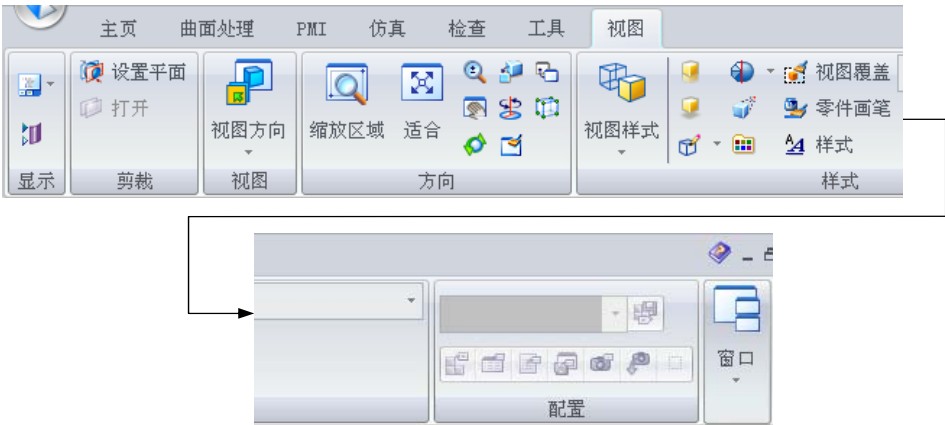 主页 曲面处理 PMI 仿真 检查 工具 视图
设置平面
打开
视图方向
缩放区域
适合
视图样式
视图覆盖
零件画笔
样式
显示 剪裁 视图 方向 样式
窗口
配置